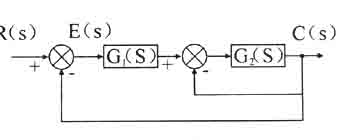 R(s) E(s) C(s)
G₁(S) G₂(S)
+ - + -